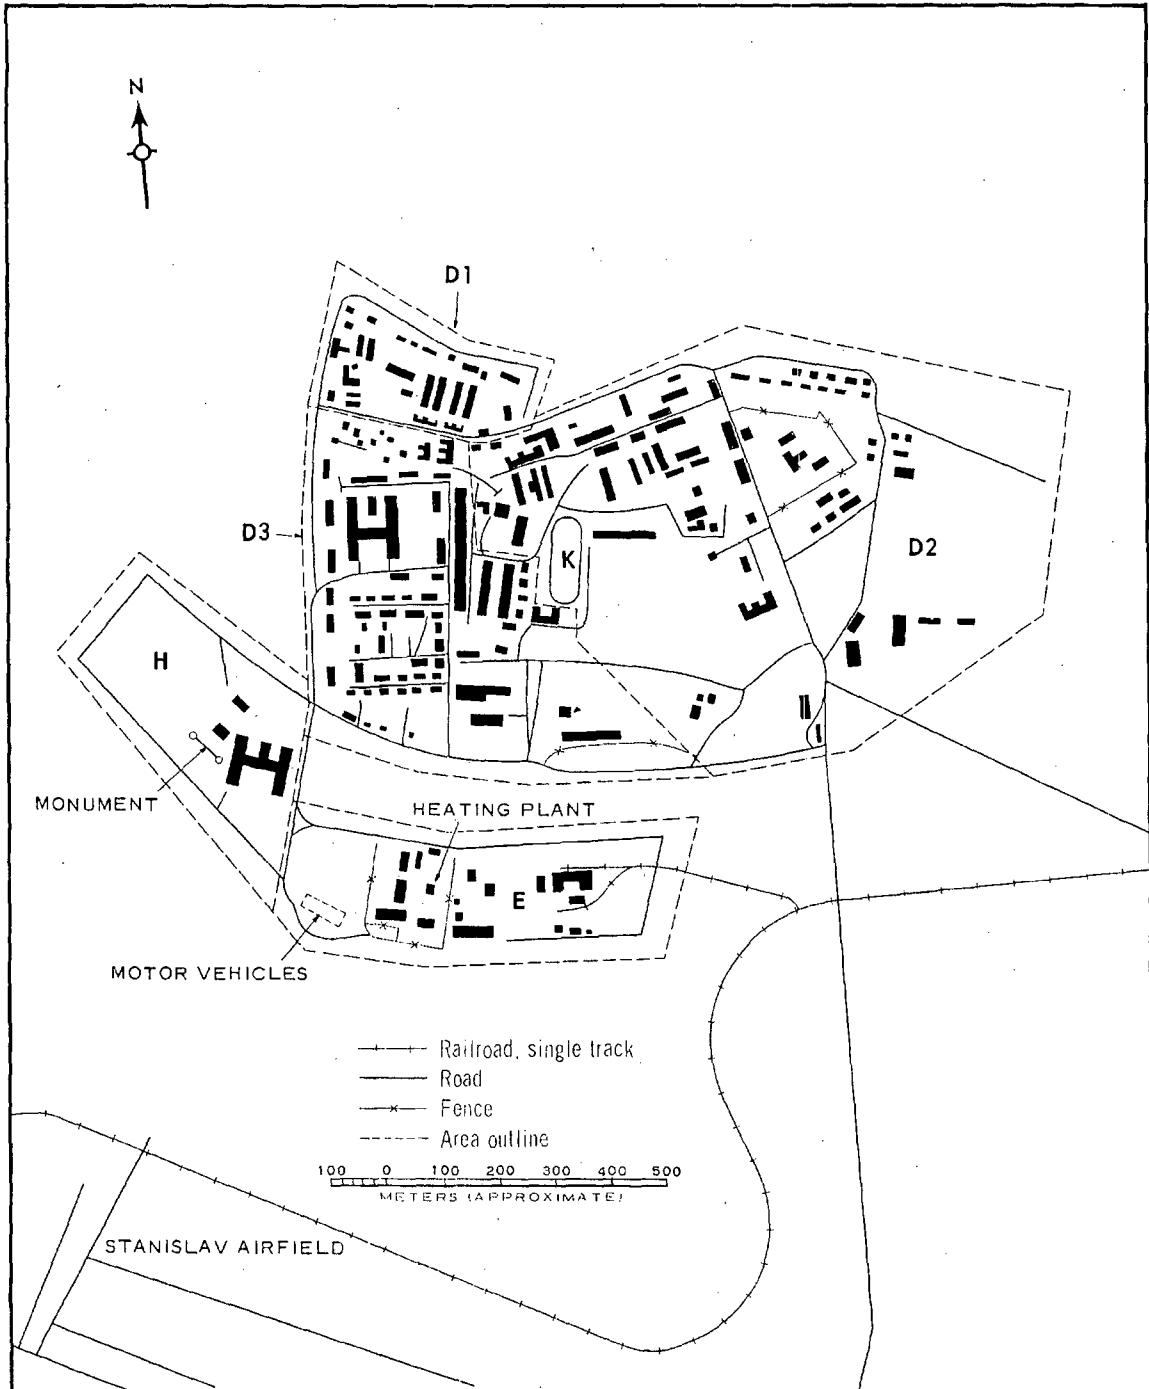 N
D1
D3
K
D2
H
MONUMENT
HEATING PLANT
E
MOTOR VEHICLES
Railroad, single track
Road
Fence
Area outline
100 0 100 200 300 400 500
METERS (APPROXIMATE)
STANISLAV AIRFIELD